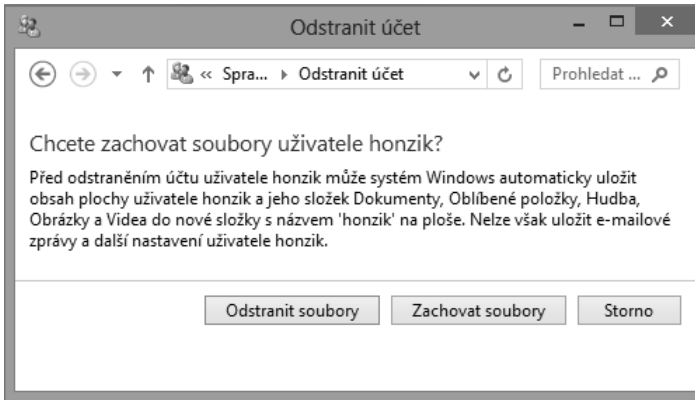 Odstranit účet
« Spra... Odstranit účet Prohledat ...
Chcete zachovat soubory uživatele honzik?
Před odstraněním účtu uživatele honzik může systém Windows automaticky uložit
obsah plochy uživatele honzik a jeho složek Dokumenty, Oblíbené položky, Hudba,
Obrázky a Videa do nové složky s názvem 'honzik' na ploše. Nelze však uložit e-mailové
zprávy a další nastavení uživatele honzik.
Odstranit soubory Zachovat soubory Storno